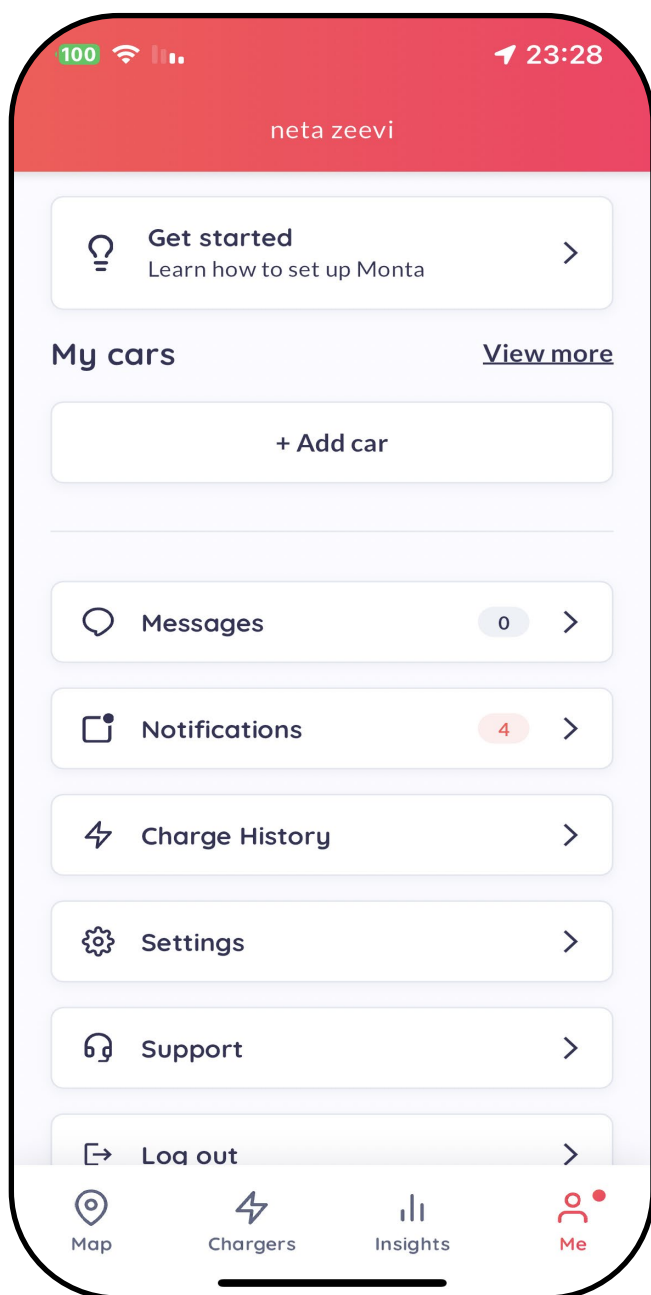 100
23:28
neta zeevi
Get started
Learn how to set up Monta
My cars
View more
+ Add car
Messages
0
Notifications
4
Charge History
Settings
Support
Log out
Map
Chargers
Insights
Me